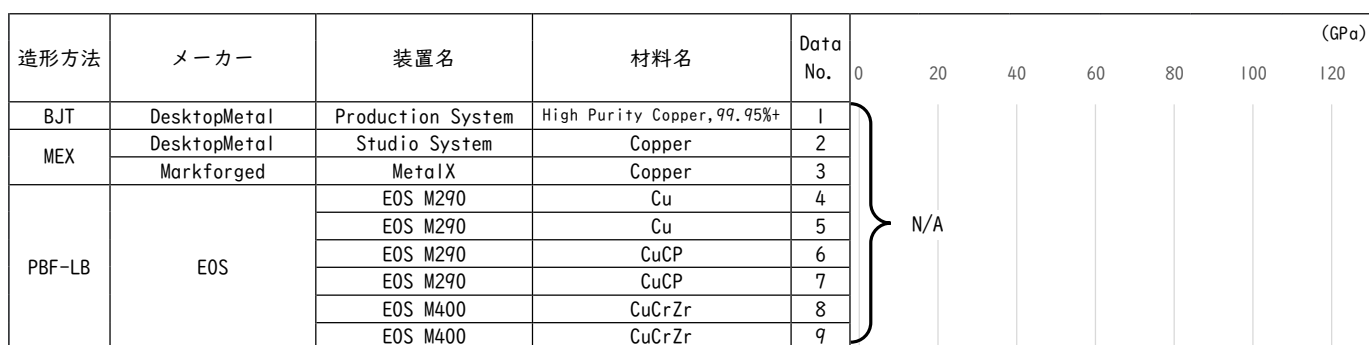 造形方法 メーカー 装置名 材料名 Data No. (GPa)
0 20 40 60 80 100 120
BJT DesktopMetal Production System High Purity Copper,99.95%+ 1
MEX DesktopMetal Studio System Copper 2
Markforged MetalX Copper 3
PBF-LB EOS EOS M290 Cu 4
EOS M290 Cu 5
N/A
EOS M290 CuCP 6
EOS M290 CuCP 7
EOS M400 CuCrZr 8
EOS M400 CuCrZr 9